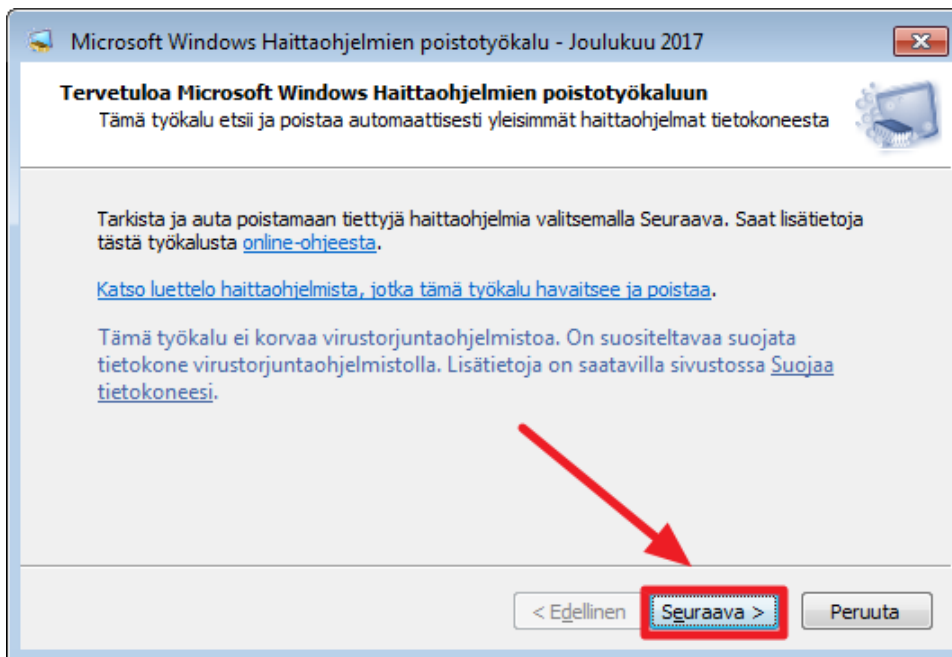 Microsoft Windows Haittaohjelmien poistotyökalu - Joulukuu 2017
Tervetuloa Microsoft Windows Haittaohjelmien poistotyökaluun
Tämä työkalu etsii ja poistaa automaattisesti yleisimmät haittaohjelmat tietokoneesta
Tarkista ja auta poistamaan tiettyjä haittaohjelmia valitsemalla Seuraava. Saat lisätietoja
tästä työkalusta online-ohjeesta.
Katso luettelo haittaohjelmista, jotka tämä työkalu havaitsee ja poistaa.
Tämä työkalu ei korvaa virustorjuntaohjelmistoa. On suositeltavaa suojata
tietokone virustorjuntaohjelmistolla. Lisätietoja on saatavilla sivustossa Suojaa
tietokoneesi.
< Edellinen Seuraava > Peruuta